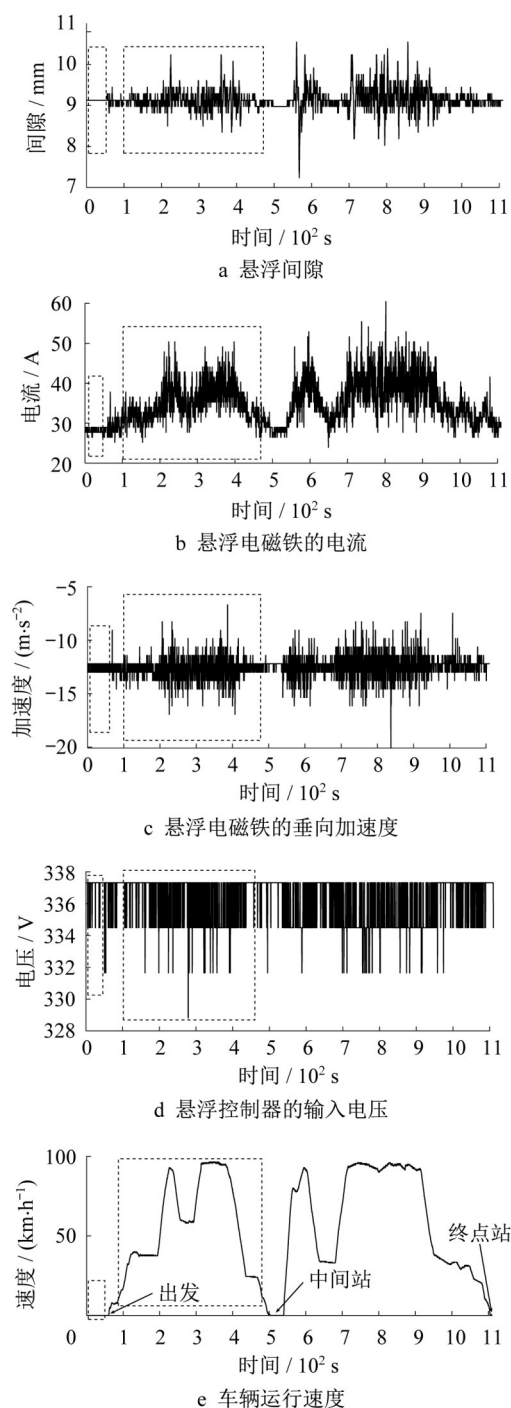 11
10
9
8
7
间隙 / mm
0 1 2 3 4 5 6 7 8 9 10 11
时间 / 10² s
a 悬浮间隙
60
50
40
30
20
电流 / A
0 1 2 3 4 5 6 7 8 9 10 11
时间 / 10² s
b 悬浮电磁铁的电流
−5
−10
−15
−20
加速度 / (m·s⁻²)
0 1 2 3 4 5 6 7 8 9 10 11
时间 / 10² s
c 悬浮电磁铁的垂向加速度
338
336
334
332
330
328
电压 / V
0 1 2 3 4 5 6 7 8 9 10 11
时间 / 10² s
d 悬浮控制器的输入电压
100
50
速度 / (km·h⁻¹)
出发
中间站
终点站
0 1 2 3 4 5 6 7 8 9 10 11
时间 / 10² s
e 车辆运行速度